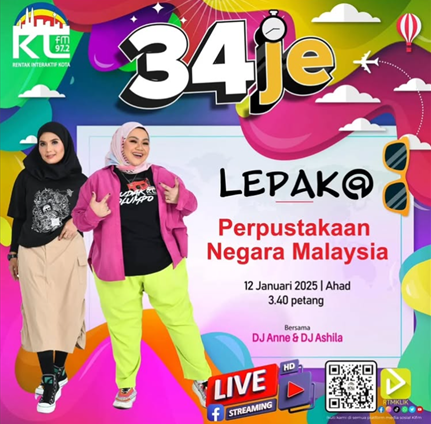 KL fm
97.2
RENTAK INTERAKTIF KOTA
34je
LEPAK@
Perpustakaan
Negara Malaysia
12 Januari 2025 | Ahad
3.40 petang
Bersama
DJ Anne & DJ Ashila
LIVE
STREAMING
HD
RTMKLIK